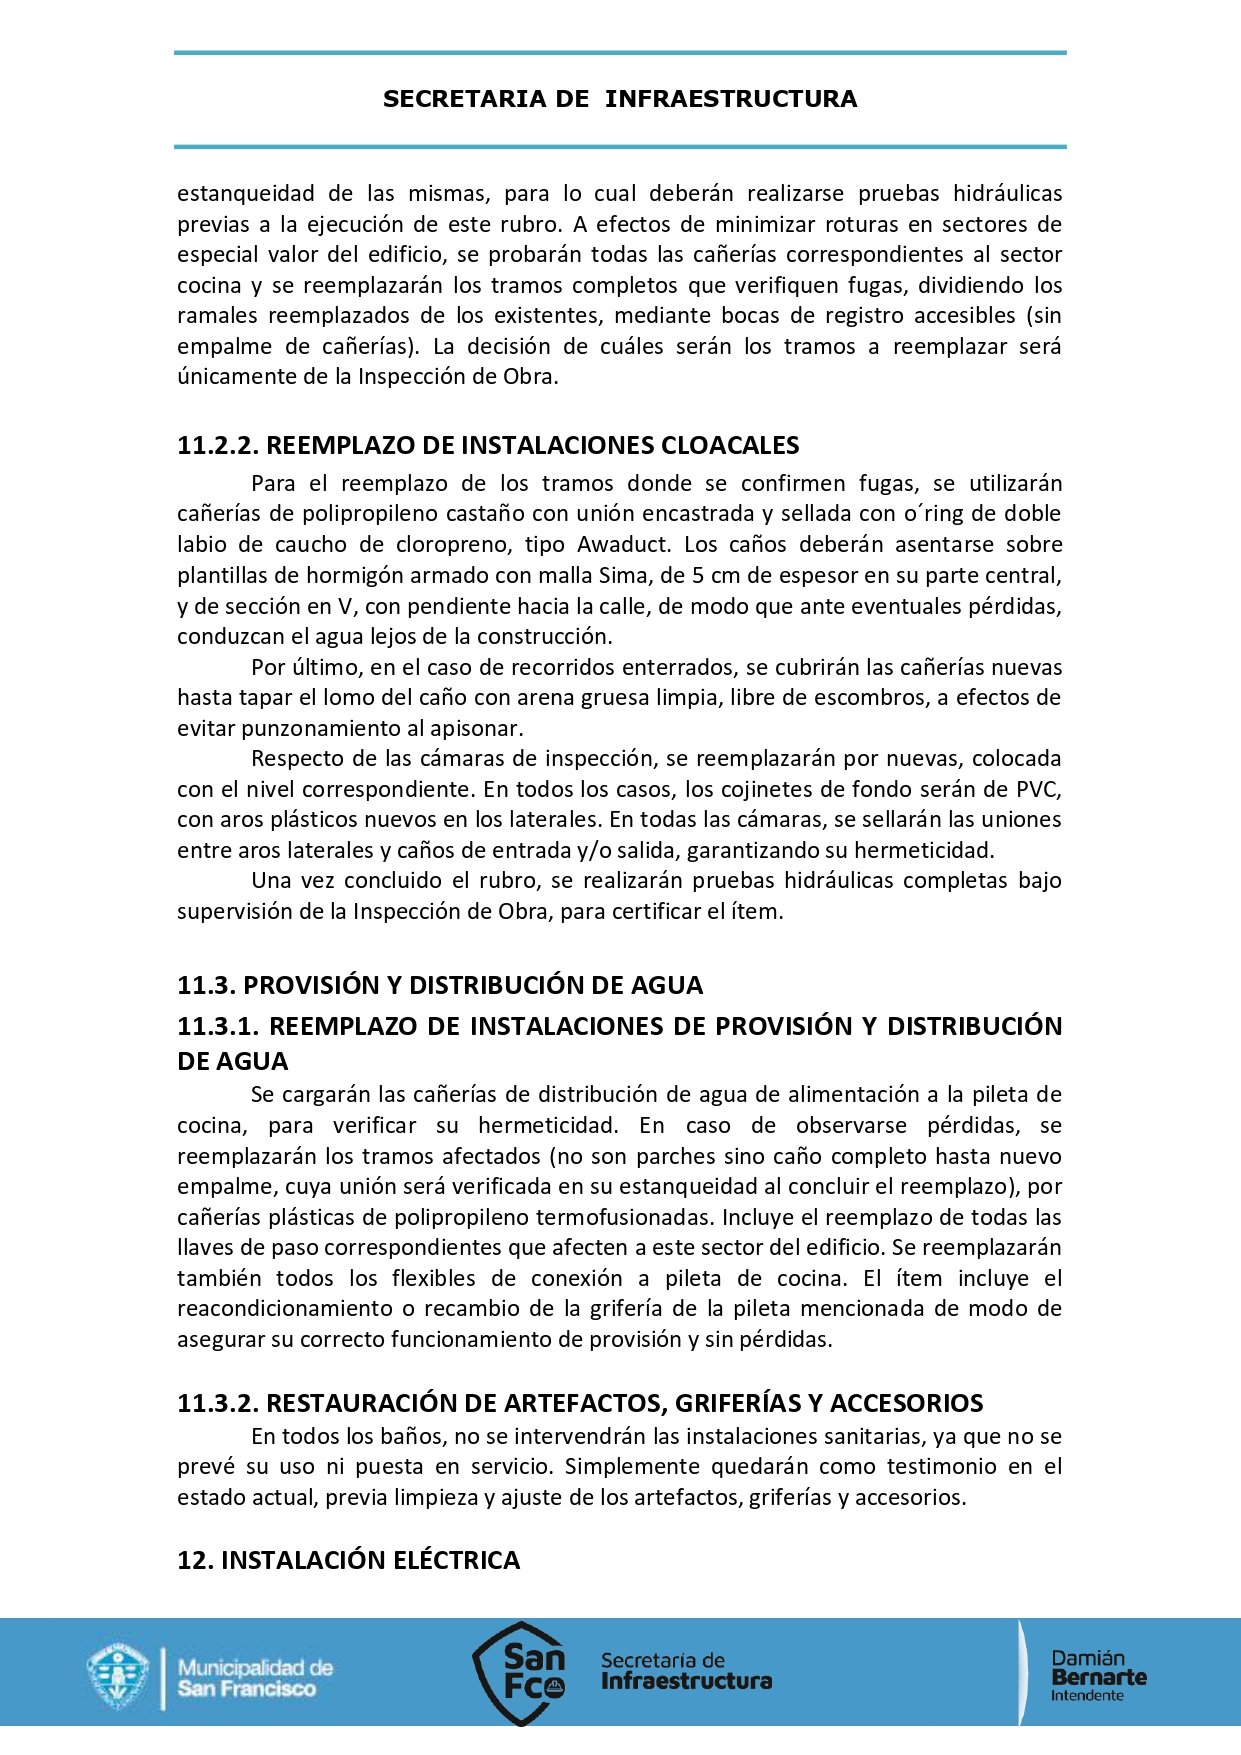 SECRETARIA DE  INFRAESTRUCTURA
estanqueidad de las mismas, para lo cual deberán realizarse pruebas hidráulicas
previas a la ejecución de este rubro. A efectos de minimizar roturas en sectores de
especial valor del edificio, se probarán todas las cañerías correspondientes al sector
cocina y se reemplazarán los tramos completos que verifiquen fugas, dividiendo los
ramales reemplazados de los existentes, mediante bocas de registro accesibles (sin
empalme de cañerías). La decisión de cuáles serán los tramos a reemplazar será
únicamente de la Inspección de Obra.
11.2.2. REEMPLAZO DE INSTALACIONES CLOACALES
Para el reemplazo de los tramos donde se confirmen fugas, se utilizarán
cañerías de polipropileno castaño con unión encastrada y sellada con o´ring de doble
labio de caucho de cloropreno, tipo Awaduct. Los caños deberán asentarse sobre
plantillas de hormigón armado con malla Sima, de 5 cm de espesor en su parte central,
y de sección en V, con pendiente hacia la calle, de modo que ante eventuales pérdidas,
conduzcan el agua lejos de la construcción.
Por último, en el caso de recorridos enterrados, se cubrirán las cañerías nuevas
hasta tapar el lomo del caño con arena gruesa limpia, libre de escombros, a efectos de
evitar punzonamiento al apisonar.
Respecto de las cámaras de inspección, se reemplazarán por nuevas, colocada
con el nivel correspondiente. En todos los casos, los cojinetes de fondo serán de PVC,
con aros plásticos nuevos en los laterales. En todas las cámaras, se sellarán las uniones
entre aros laterales y caños de entrada y/o salida, garantizando su hermeticidad.
Una vez concluido el rubro, se realizarán pruebas hidráulicas completas bajo
supervisión de la Inspección de Obra, para certificar el ítem.
11.3. PROVISIÓN Y DISTRIBUCIÓN DE AGUA
11.3.1. REEMPLAZO DE INSTALACIONES DE PROVISIÓN Y DISTRIBUCIÓN
DE AGUA
Se cargarán las cañerías de distribución de agua de alimentación a la pileta de
cocina, para verificar su hermeticidad. En caso de observarse pérdidas, se
reemplazarán los tramos afectados (no son parches sino caño completo hasta nuevo
empalme, cuya unión será verificada en su estanqueidad al concluir el reemplazo), por
cañerías plásticas de polipropileno termofusionadas. Incluye el reemplazo de todas las
llaves de paso correspondientes que afecten a este sector del edificio. Se reemplazarán
también todos los flexibles de conexión a pileta de cocina. El ítem incluye el
reacondicionamiento o recambio de la grifería de la pileta mencionada de modo de
asegurar su correcto funcionamiento de provisión y sin pérdidas.
11.3.2. RESTAURACIÓN DE ARTEFACTOS, GRIFERÍAS Y ACCESORIOS
En todos los baños, no se intervendrán las instalaciones sanitarias, ya que no se
prevé su uso ni puesta en servicio. Simplemente quedarán como testimonio en el
estado actual, previa limpieza y ajuste de los artefactos, griferías y accesorios.
12. INSTALACIÓN ELÉCTRICA
Municipalidad de
San Francisco
San
Fco
Secretaría de
Infraestructura
Damián
Bernarte
Intendente